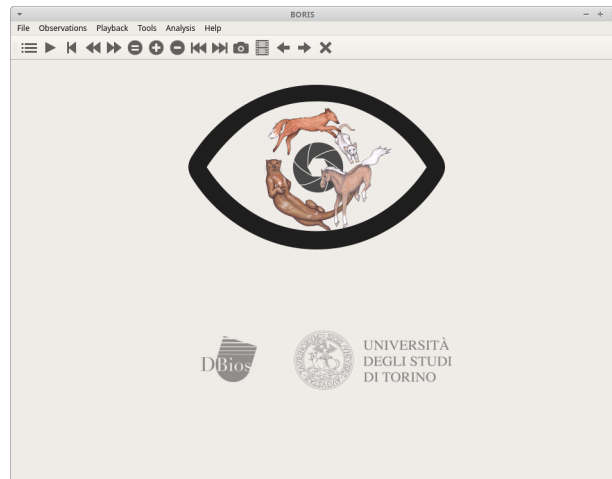 BORIS
File Observations Playback Tools Analysis Help
DBios
UNIVERSITÀ
DEGLI STUDI
DI TORINO